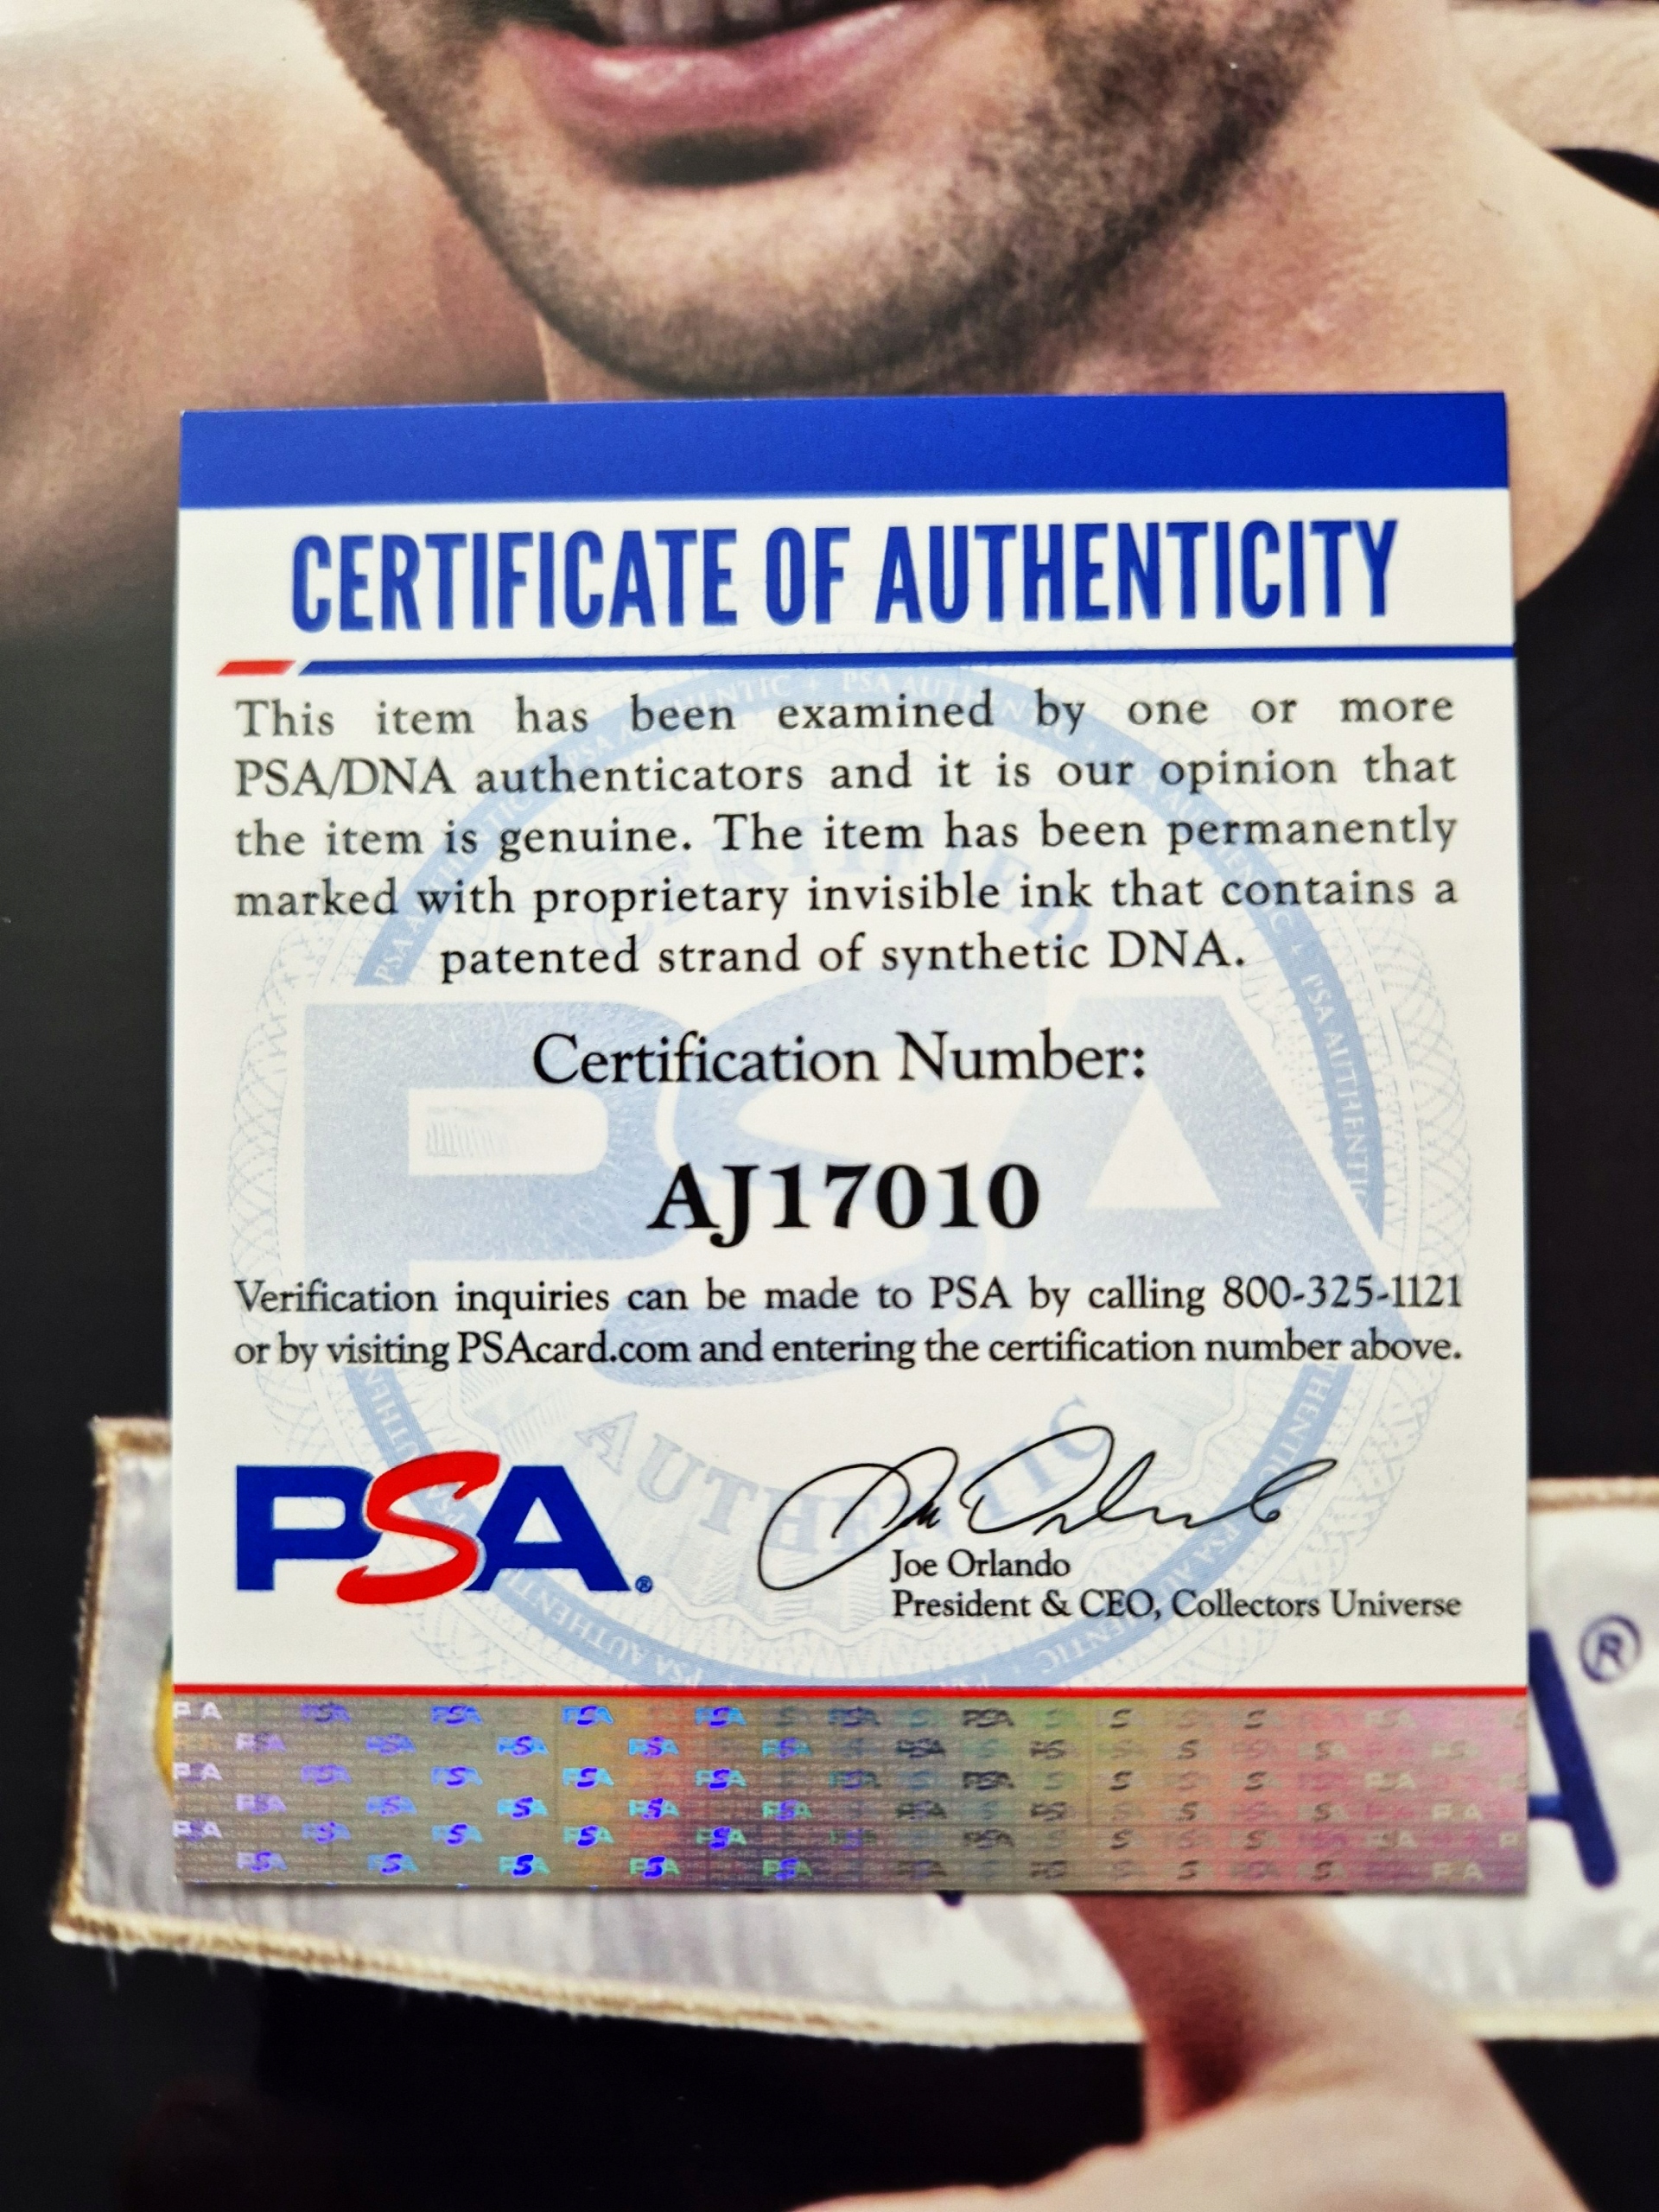 CERTIFICATE OF AUTHENTICITY
This item has been examined by one or more
PSA/DNA authenticators and it is our opinion that
the item is genuine. The item has been permanently
marked with proprietary invisible ink that contains a
patented strand of synthetic DNA.
Certification Number:
AJ17010
Verification inquiries can be made to PSA by calling 800-325-1121
or by visiting PSAcard.com and entering the certification number above.
PSA
AUTHENTIC
PSA®
Joe Orlando
President & CEO, Collectors Universe
A®